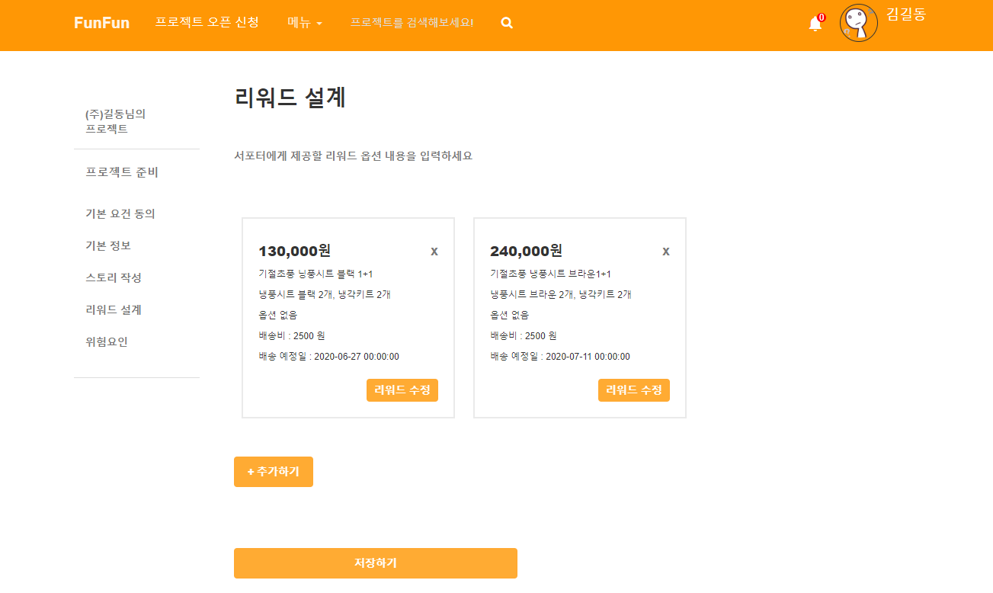 FunFun 프로젝트 오픈 신청 메뉴 프로젝트를 검색해보세요! 0 김길동
(주)길동님의
프로젝트
프로젝트 준비
기본 요건 동의
기본 정보
스토리 작성
리워드 설계
위험요인
리워드 설계
서포터에게 제공할 리워드 옵션 내용을 입력하세요
130,000원 X
기절조풍 닝풍시트 블랙 1+1
냉풍시트 블랙 2개, 냉각키트 2개
옵션 없음
배송비 : 2500 원
배송 예정일 : 2020-06-27 00:00:00
리워드 수정
240,000원 X
기절조풍 냉풍시트 브라운1+1
냉풍시트 브라운 2개, 냉각키트 2개
옵션 없음
배송비 : 2500 원
배송 예정일 : 2020-07-11 00:00:00
리워드 수정
+ 추가하기
저장하기